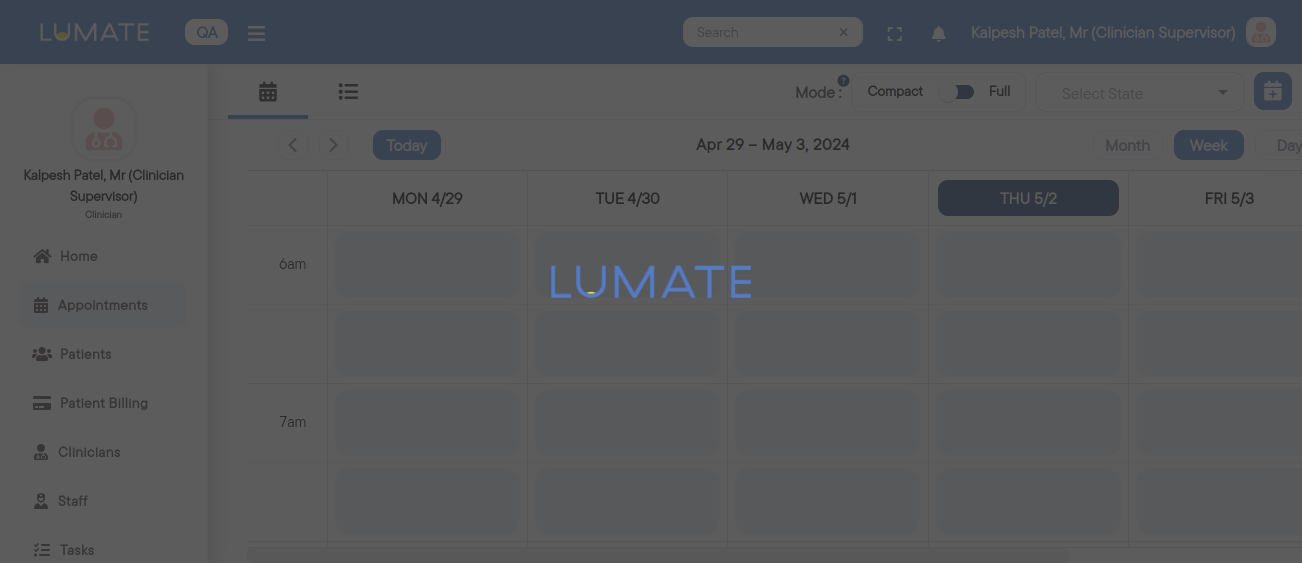 LUMATE
QA
Search
Kalpesh Patel, Mr (Clinician Supervisor)
Kalpesh Patel, Mr (Clinician
Supervisor)
Clinician
Home
Appointments
Patients
Patient Billing
Clinicians
Staff
Tasks
Mode :
?
Compact
Full
Select State
Today
Apr 29 – May 3, 2024
Month
Week
Day
MON 4/29
TUE 4/30
WED 5/1
THU 5/2
FRI 5/3
6am
LUMATE
7am